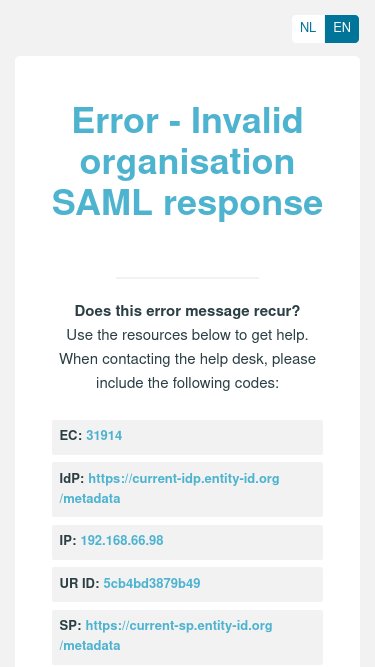 NL EN
Error - Invalid
organisation
SAML response
Does this error message recur?
Use the resources below to get help.
When contacting the help desk, please
include the following codes:
EC: 31914
IdP: https://current-idp.entity-id.org
/metadata
IP: 192.168.66.98
UR ID: 5cb4bd3879b49
SP: https://current-sp.entity-id.org
/metadata